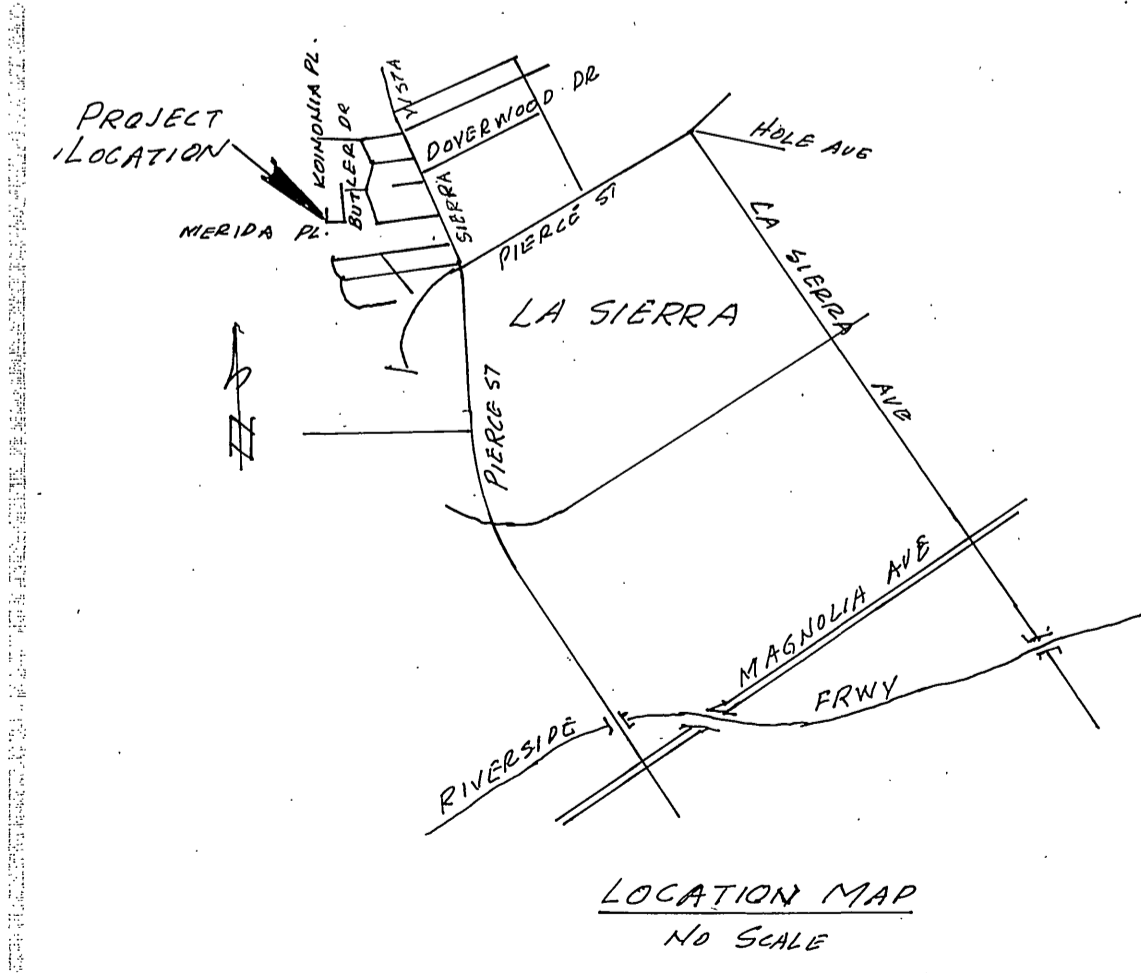 PROJECT
LOCATION
KOINONIA PL.
BUTLER DR
MERIDA PL.
VISTA
SIERRA
DOVERWOOD DR
PIERCE ST
HOLE AVE
LA SIERRA
AVE
LA SIERRA
N
PIERCE ST
MAGNOLIA AVE
RIVERSIDE
FRWY
LOCATION MAP
NO SCALE